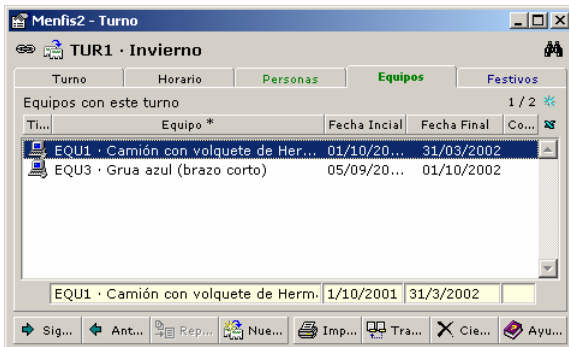 Menfis2 - Turno
TUR1 · Invierno
Turno Horario Personas Equipos Festivos
Equipos con este turno 1 / 2
Ti... Equipo * Fecha Incial Fecha Final Co...
EQU1 · Camión con volquete de Her... 01/10/20... 31/03/2002
EQU3 · Grua azul (brazo corto) 05/09/20... 01/10/2002
EQU1 · Camión con volquete de Herm. 1/10/2001 31/3/2002
Sig... Ant... Rep... Nue... Imp... Tra... Cie... Ayu...